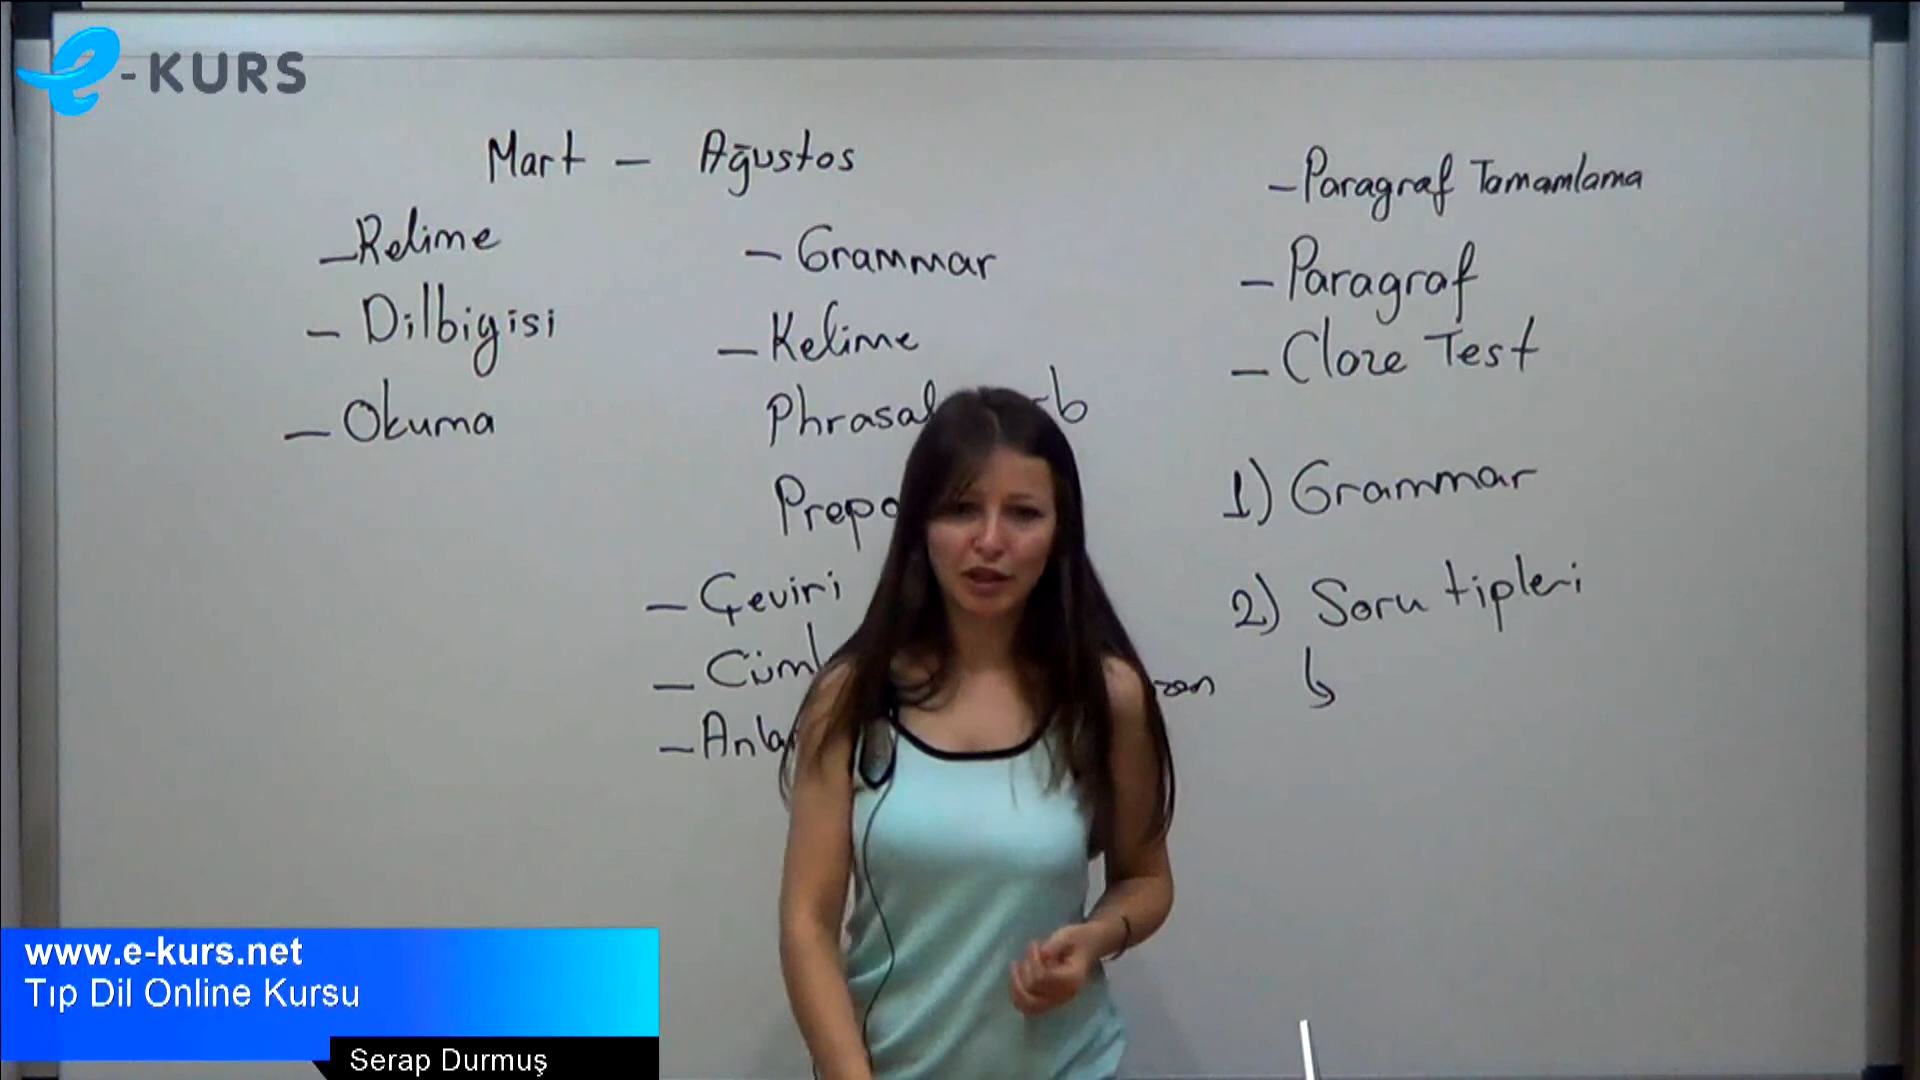 e-KURS
Mart - Ağustos
- Kelime
- Dilbigisi
- Okuma
- Grammar
- Kelime
Phrasal
- Çeviri
- Paragraf Tamamlama
- Paragraf
- Cloze Test
1) Grammar
2) Soru tipleri
www.e-kurs.net
Tıp Dil Online Kursu
Serap Durmuş